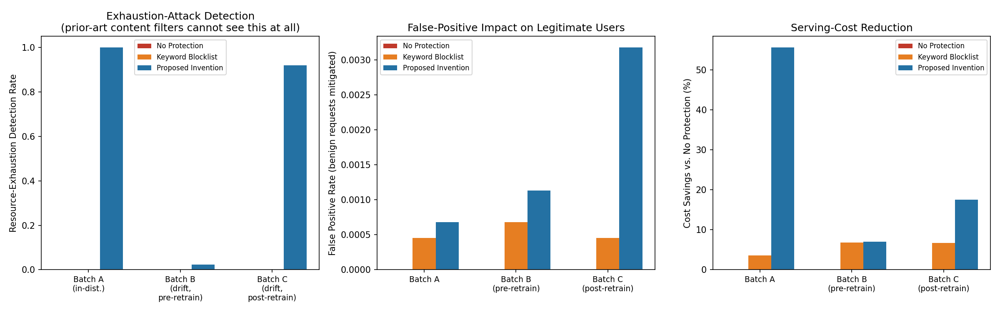 Exhaustion-Attack Detection
(prior-art content filters cannot see this at all)
Resource-Exhaustion Detection Rate
1.0
0.8
0.6
0.4
0.2
0.0
No Protection
Keyword Blocklist
Proposed Invention
Batch A
(in-dist.)
Batch B
(drift,
pre-retrain)
Batch C
(drift,
post-retrain)
False-Positive Impact on Legitimate Users
False Positive Rate (benign requests mitigated)
0.0030
0.0025
0.0020
0.0015
0.0010
0.0005
0.0000
No Protection
Keyword Blocklist
Proposed Invention
Batch A
Batch B
(pre-retrain)
Batch C
(post-retrain)
Serving-Cost Reduction
Cost Savings vs. No Protection (%)
50
40
30
20
10
0
No Protection
Keyword Blocklist
Proposed Invention
Batch A
Batch B
(pre-retrain)
Batch C
(post-retrain)